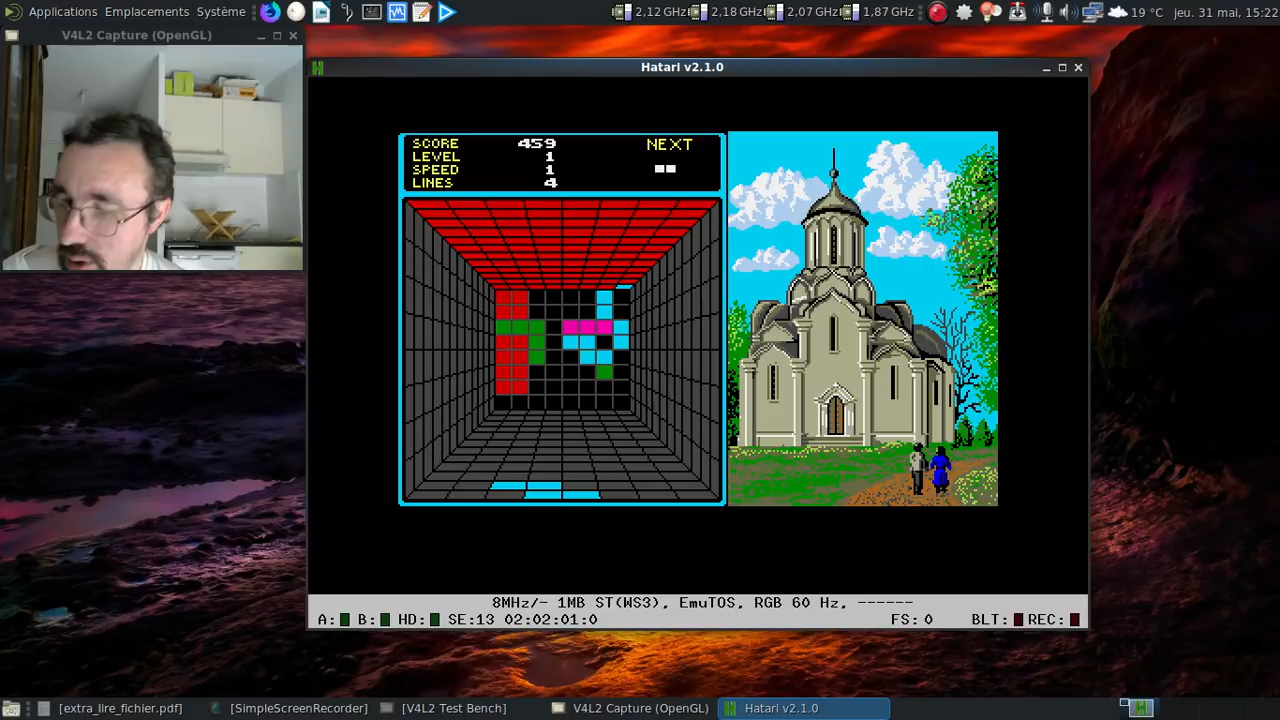 Applications Emplacements Système
2,12 GHz 2,18 GHz 2,07 GHz 1,87 GHz
19 °C jeu. 31 mai, 15:22
V4L2 Capture (OpenGL)
Hatari v2.1.0
SCORE 459 NEXT
LEVEL 1
SPEED 1
LINES 4
8MHz/- 1MB ST(WS3), EmuTOS, RGB 60 Hz, ------
A: B: HD: SE:13 02:02:01:0 FS: 0 BLT: REC:
[extra_lire_fichier.pdf] [SimpleScreenRecorder] [V4L2 Test Bench] V4L2 Capture (OpenGL) Hatari v2.1.0